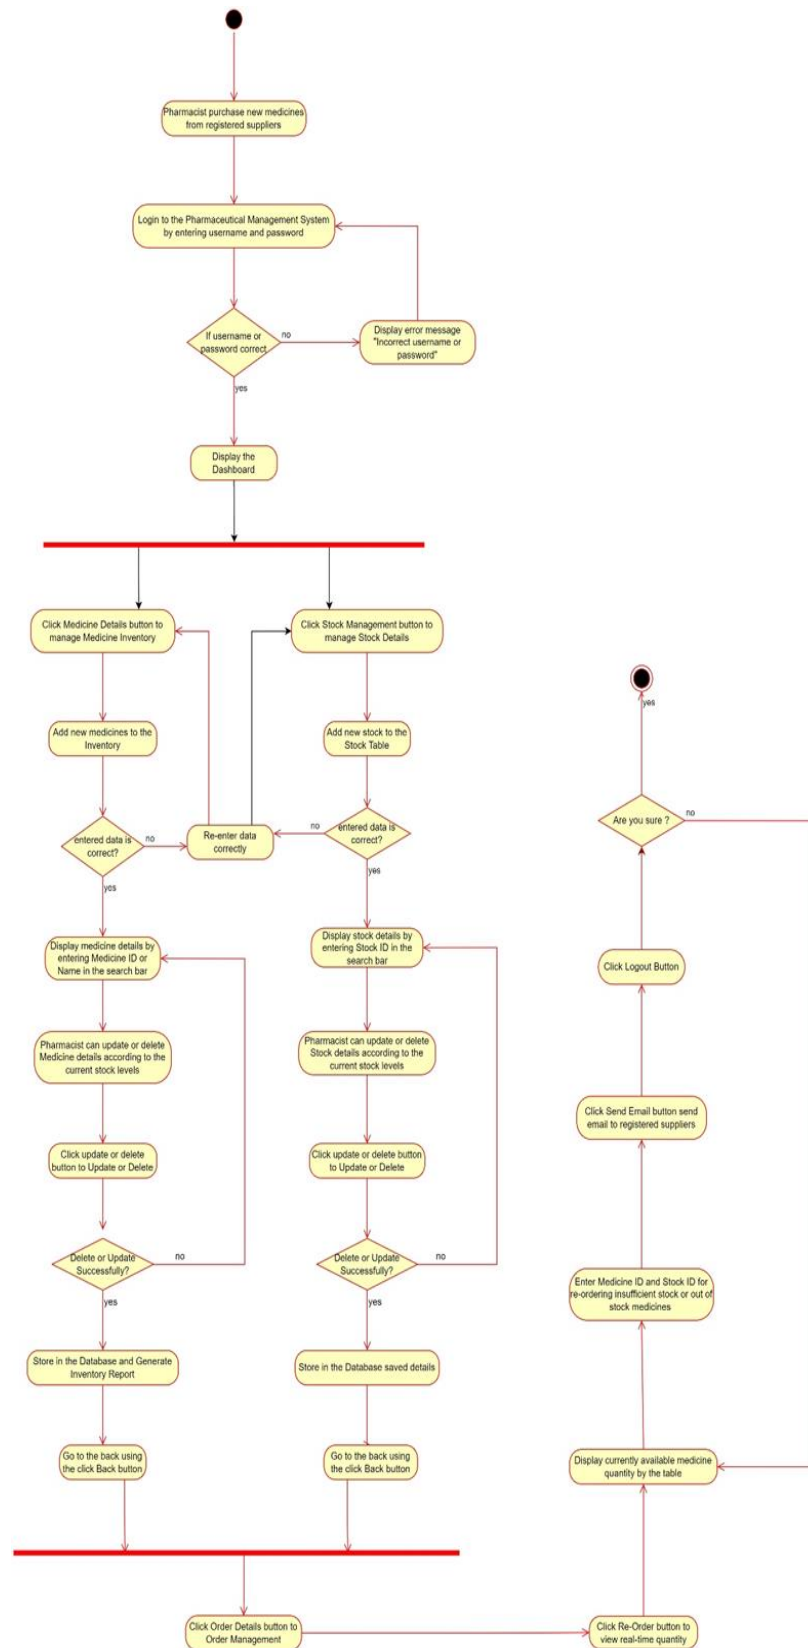 Pharmacist purchase new medicines
from registered suppliers
Login to the Pharmaceutical Management System
by entering username and password
If username or
password correct
no
Display error message
"Incorrect username or
password"
yes
Display the
Dashboard
Click Medicine Details button to
manage Medicine Inventory
Click Stock Management button to
manage Stock Details
Add new medicines to the
Inventory
Add new stock to the
Stock Table
entered data is
correct?
no
Re-enter data
correctly
no
entered data is
correct?
yes
yes
Display medicine details by
entering Medicine ID or
Name in the search bar
Display stock details by
entering Stock ID in the
search bar
Pharmacist can update or delete
Medicine details according to the
current stock levels
Pharmacist can update or delete
Stock details according to the
current stock levels
Click update or delete
button to Update or Delete
Click update or delete button
to Update or Delete
Delete or Update
Successfully?
no
Delete or Update
Successfully?
no
yes
yes
Store in the Database and Generate
Inventory Report
Store in the Database saved details
Go to the back using
the click Back button
Go to the back using
the click Back button
Click Order Details button to
Order Management
Click Re-Order button to
view real-time quantity
Display currently available medicine
quantity by the table
Enter Medicine ID and Stock ID for
re-ordering insufficient stock or out of
stock medicines
Click Send Email button send
email to registered suppliers
Click Logout Button
Are you sure ?
no
yes